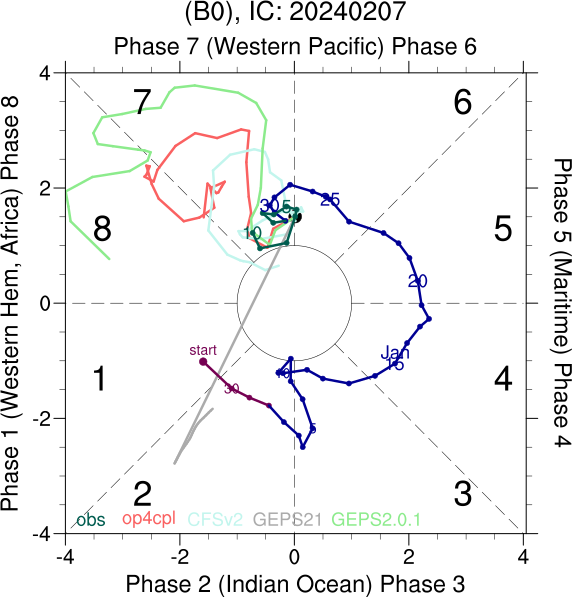 (B0), IC: 20240207
Phase 7 (Western Pacific) Phase 6
4
7
6
Phase 1 (Western Hem, Africa) Phase 8
Phase 5 (Maritime) Phase 4
2
30
5
25
8
5
10
20
0
start
Jan
15
10
1
30
4
-2
5
2
3
obs op4cpl CFSv2 GEPS21 GEPS2.0.1
-4
-4 -2 0 2 4
Phase 2 (Indian Ocean) Phase 3